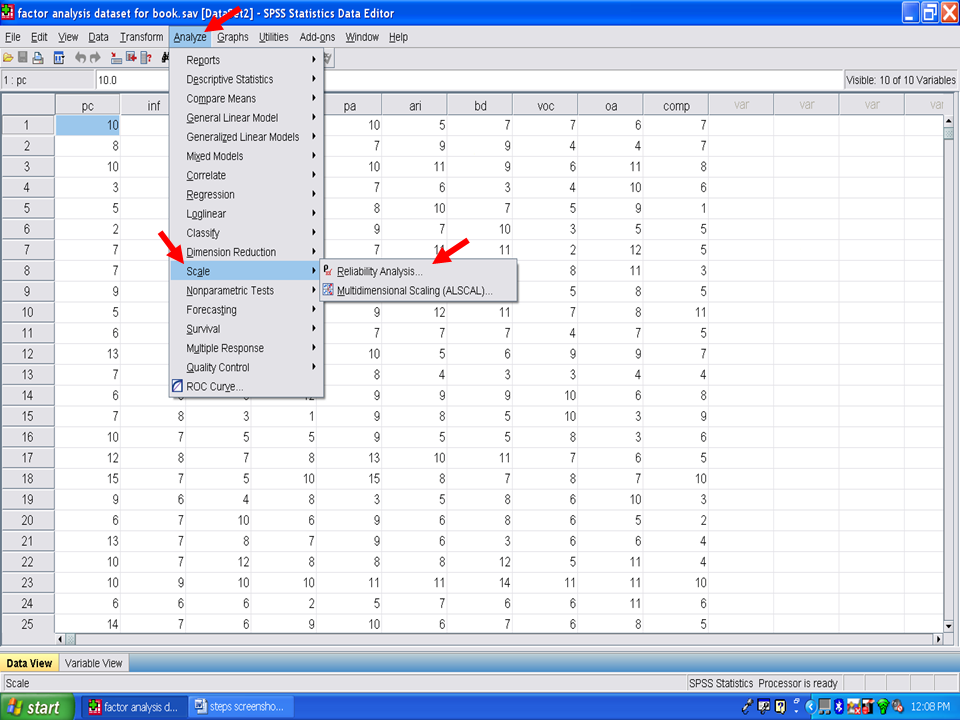 factor analysis dataset for book.sav [DataSet2] - SPSS Statistics Data Editor
File Edit View Data Transform Analyze Graphs Utilities Add-ons Window Help
1 : pc 10.0 Visible: 10 of 10 Variables
pc inf pa ari bd voc oa comp var var var var
Reports
Descriptive Statistics
Compare Means
General Linear Model
Generalized Linear Models
Mixed Models
Correlate
Regression
Loglinear
Classify
Dimension Reduction
Scale
Nonparametric Tests
Forecasting
Survival
Multiple Response
Quality Control
ROC Curve...
Reliability Analysis...
Multidimensional Scaling (ALSCAL)...
1 10 10 5 7 7 6 7
2 8 7 9 9 4 4 7
3 10 10 11 9 6 11 8
4 3 7 6 3 4 10 6
5 5 8 10 7 5 9 1
6 2 9 7 10 3 5 5
7 7 7 11 2 12 5
8 7 8 11 3
9 9 5 8 5
10 5 9 12 11 7 8 11
11 6 7 7 7 4 7 5
12 13 10 5 6 9 9 7
13 7 8 4 3 3 4 4
14 6 9 9 9 10 6 8
15 7 8 3 1 9 8 5 10 3 9
16 10 7 5 5 9 5 5 8 3 6
17 12 8 7 8 13 10 11 7 6 5
18 15 7 5 10 15 8 7 8 7 10
19 9 6 4 8 3 5 8 6 10 3
20 6 7 10 6 9 6 8 6 5 2
21 13 7 8 7 9 6 3 6 6 4
22 10 7 12 8 8 8 12 5 11 4
23 10 9 10 10 11 11 14 11 11 10
24 6 6 6 2 5 7 6 6 11 6
25 14 7 6 9 10 6 7 6 8 5
Data View Variable View
Scale SPSS Statistics Processor is ready
start factor analysis d... steps screensho... 12:08 PM